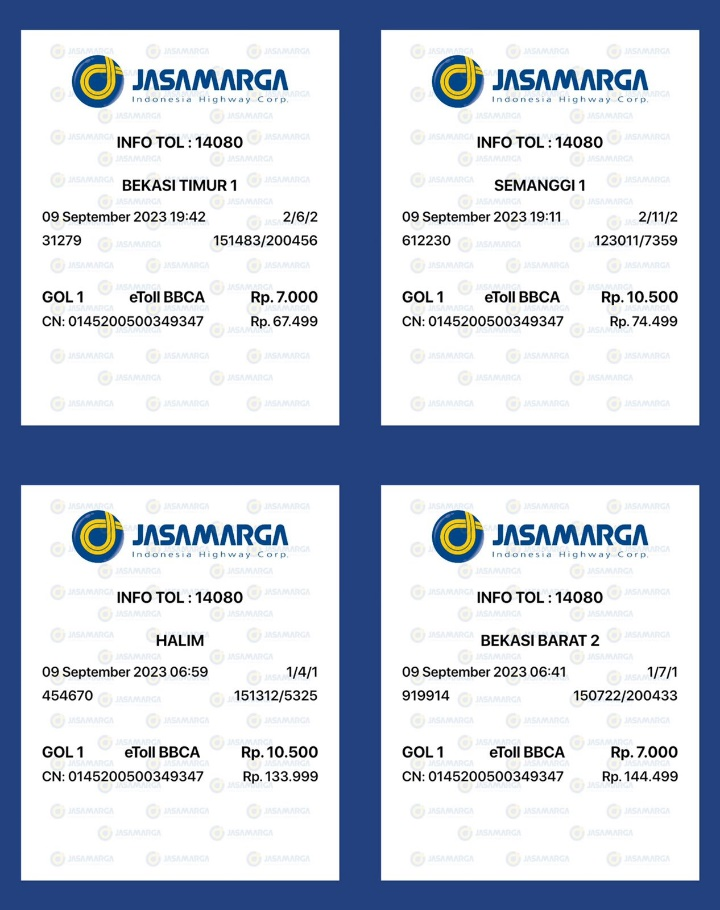 JASAMARGA
Indonesia Highway Corp.
INFO TOL : 14080
BEKASI TIMUR 1
09 September 2023 19:42 2/6/2
31279 151483/200456
GOL 1 eToll BBCA Rp. 7.000
CN: 0145200500349347 Rp. 67.499
JASAMARGA
Indonesia Highway Corp.
INFO TOL : 14080
SEMANGGI 1
09 September 2023 19:11 2/11/2
612230 123011/7359
GOL 1 eToll BBCA Rp. 10.500
CN: 0145200500349347 Rp. 74.499
JASAMARGA
Indonesia Highway Corp.
INFO TOL : 14080
HALIM
09 September 2023 06:59 1/4/1
454670 151312/5325
GOL 1 eToll BBCA Rp. 10.500
CN: 0145200500349347 Rp. 133.999
JASAMARGA
Indonesia Highway Corp.
INFO TOL : 14080
BEKASI BARAT 2
09 September 2023 06:41 1/7/1
919914 150722/200433
GOL 1 eToll BBCA Rp. 7.000
CN: 0145200500349347 Rp. 144.499